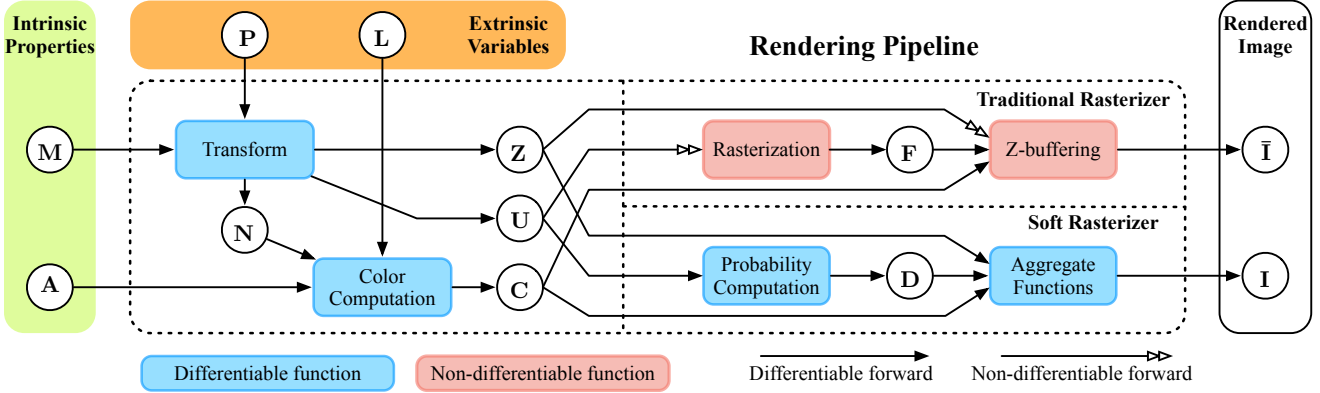 Intrinsic
Properties
P
L
Extrinsic
Variables
Rendering Pipeline
Rendered
Image
Traditional Rasterizer
M
Transform
Z
Rasterization
F
Z-buffering
Ī
N
U
Soft Rasterizer
A
Color
Computation
C
Probability
Computation
D
Aggregate
Functions
I
Differentiable function
Non-differentiable function
Differentiable forward
Non-differentiable forward